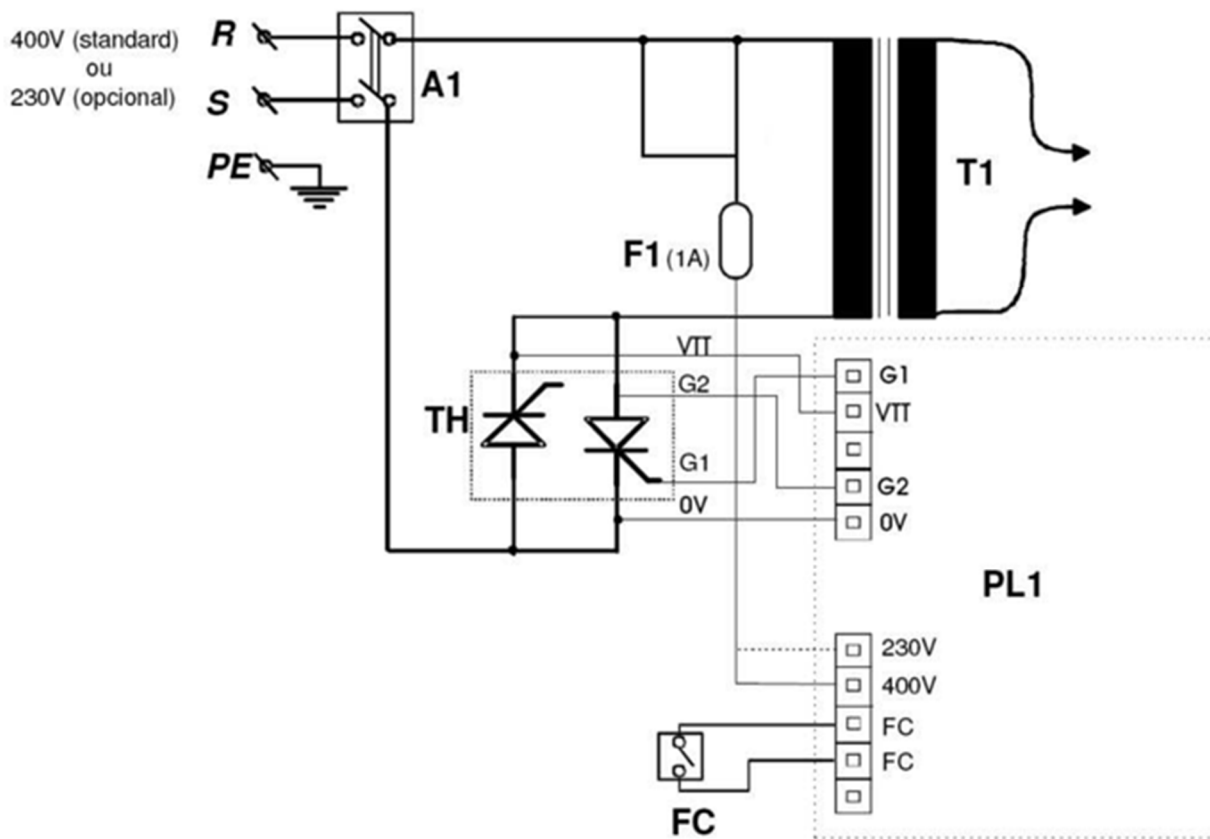 400V (standard)
ou
230V (opcional)
R
S
PE
A1
T1
F1 (1A)
VTT
G2
TH
G1
0V
G1
VTT
G2
0V
PL1
230V
400V
FC
FC
FC